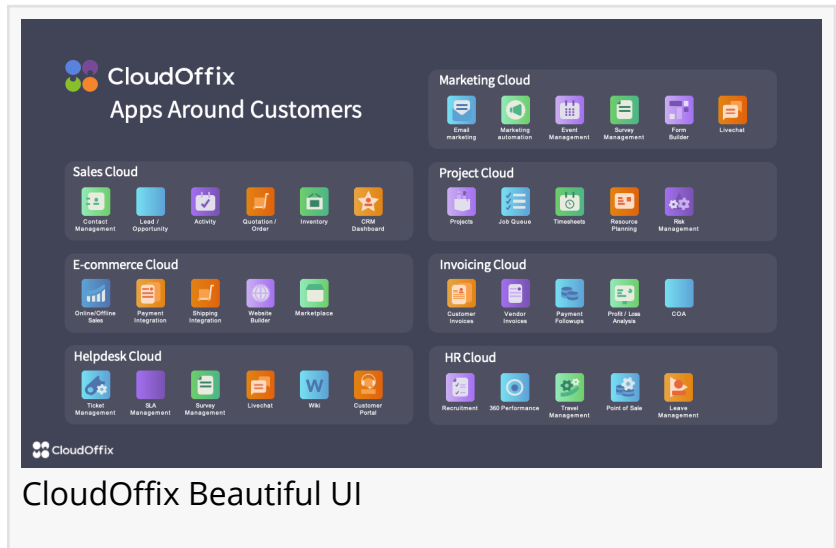 CloudOffix
Apps Around Customers
Marketing Cloud
Email marketing
Marketing automation
Event Management
Survey Management
Form Builder
Livechat
Sales Cloud
Contact Management
Lead / Opportunity
Activity
Quotation / Order
Inventory
CRM Dashboard
Project Cloud
Projects
Job Queue
Timesheets
Resource Planning
Risk Management
E-commerce Cloud
Online/Offline Sales
Payment Integration
Shipping Integration
Website Builder
Marketplace
Invoicing Cloud
Customer Invoices
Vendor Invoices
Payment Followups
Profit / Loss Analysis
COA
Helpdesk Cloud
Ticket Management
SLA Management
Survey Management
Livechat
W
Wiki
Customer Portal
HR Cloud
Recruitment
360 Performance
Travel Management
Point of Sale
Leave Management
CloudOffix
CloudOffix Beautiful UI